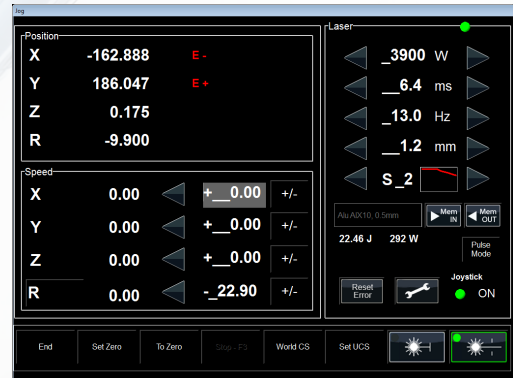 Jog
Position
X -162.888 E -
Y 186.047 E +
Z 0.175
R -9.900
Speed
X 0.00 +__0.00 +/-
Y 0.00 +__0.00 +/-
Z 0.00 +__0.00 +/-
R 0.00 -_22.90 +/-
Laser
_3900 W
__6.4 ms
_13.0 Hz
__1.2 mm
S_2
Alu AlX10, 0.5mm
Mem IN
Mem OUT
22.46 J 292 W
Pulse
Mode
Reset
Error
Joystick
ON
End Set Zero To Zero Stop - F3 World CS Set UCS